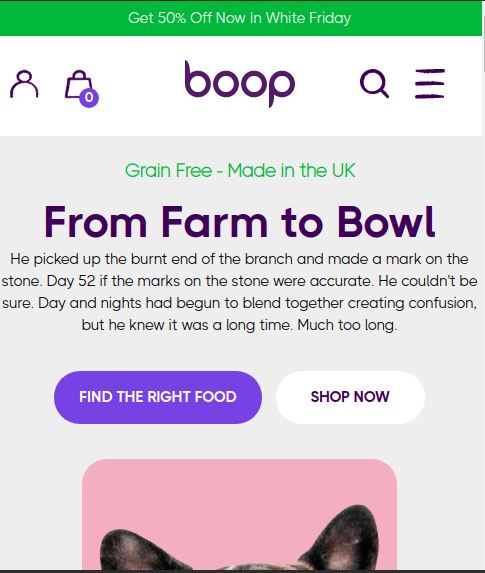 Get 50% Off Now In White Friday
0
boop
Grain Free - Made in the UK
From Farm to Bowl
He picked up the burnt end of the branch and made a mark on the
stone. Day 52 if the marks on the stone were accurate. He couldn't be
sure. Day and nights had begun to blend together creating confusion,
but he knew it was a long time. Much too long.
FIND THE RIGHT FOOD
SHOP NOW